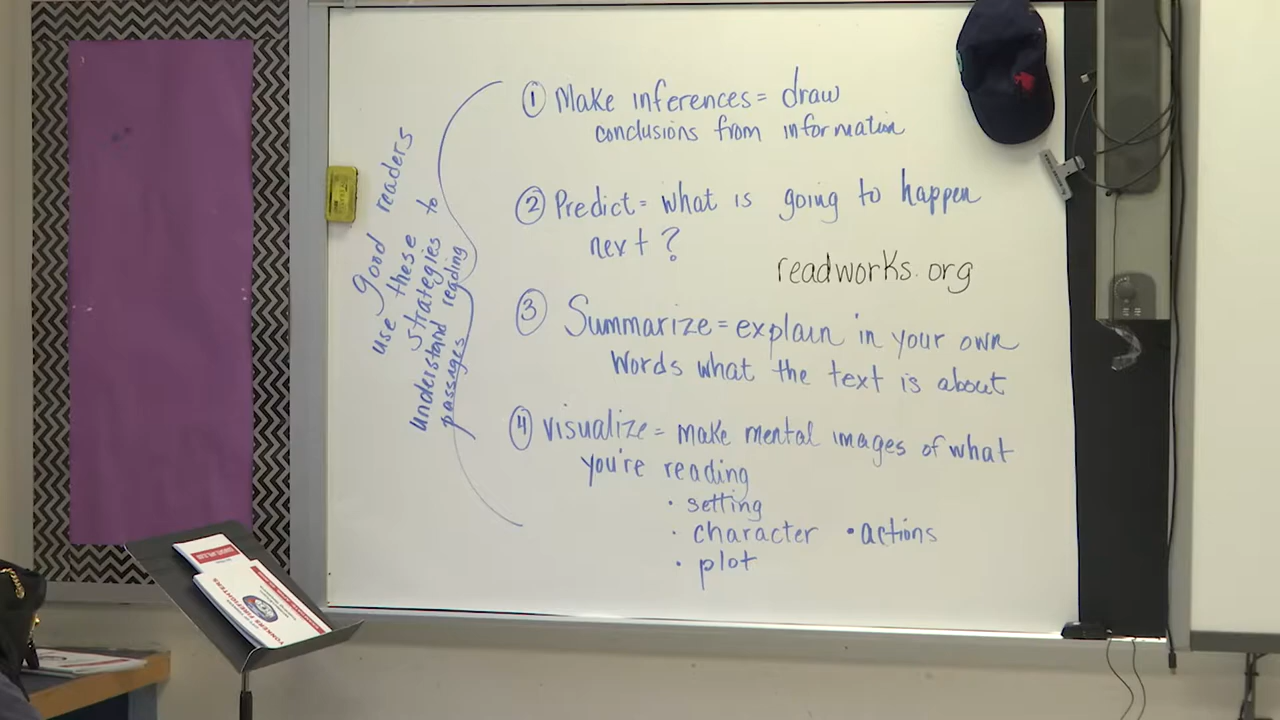 Good readers
use these
strategies to
understand reading
passages
① Make inferences = draw
conclusions from information
② Predict = what is going to happen
next?
readworks.org
③ Summarize = explain in your own
words what the text is about
④ Visualize = make mental images of what
you're reading
• setting
• character • actions
• plot
YONKERS FIREFIGHTERS